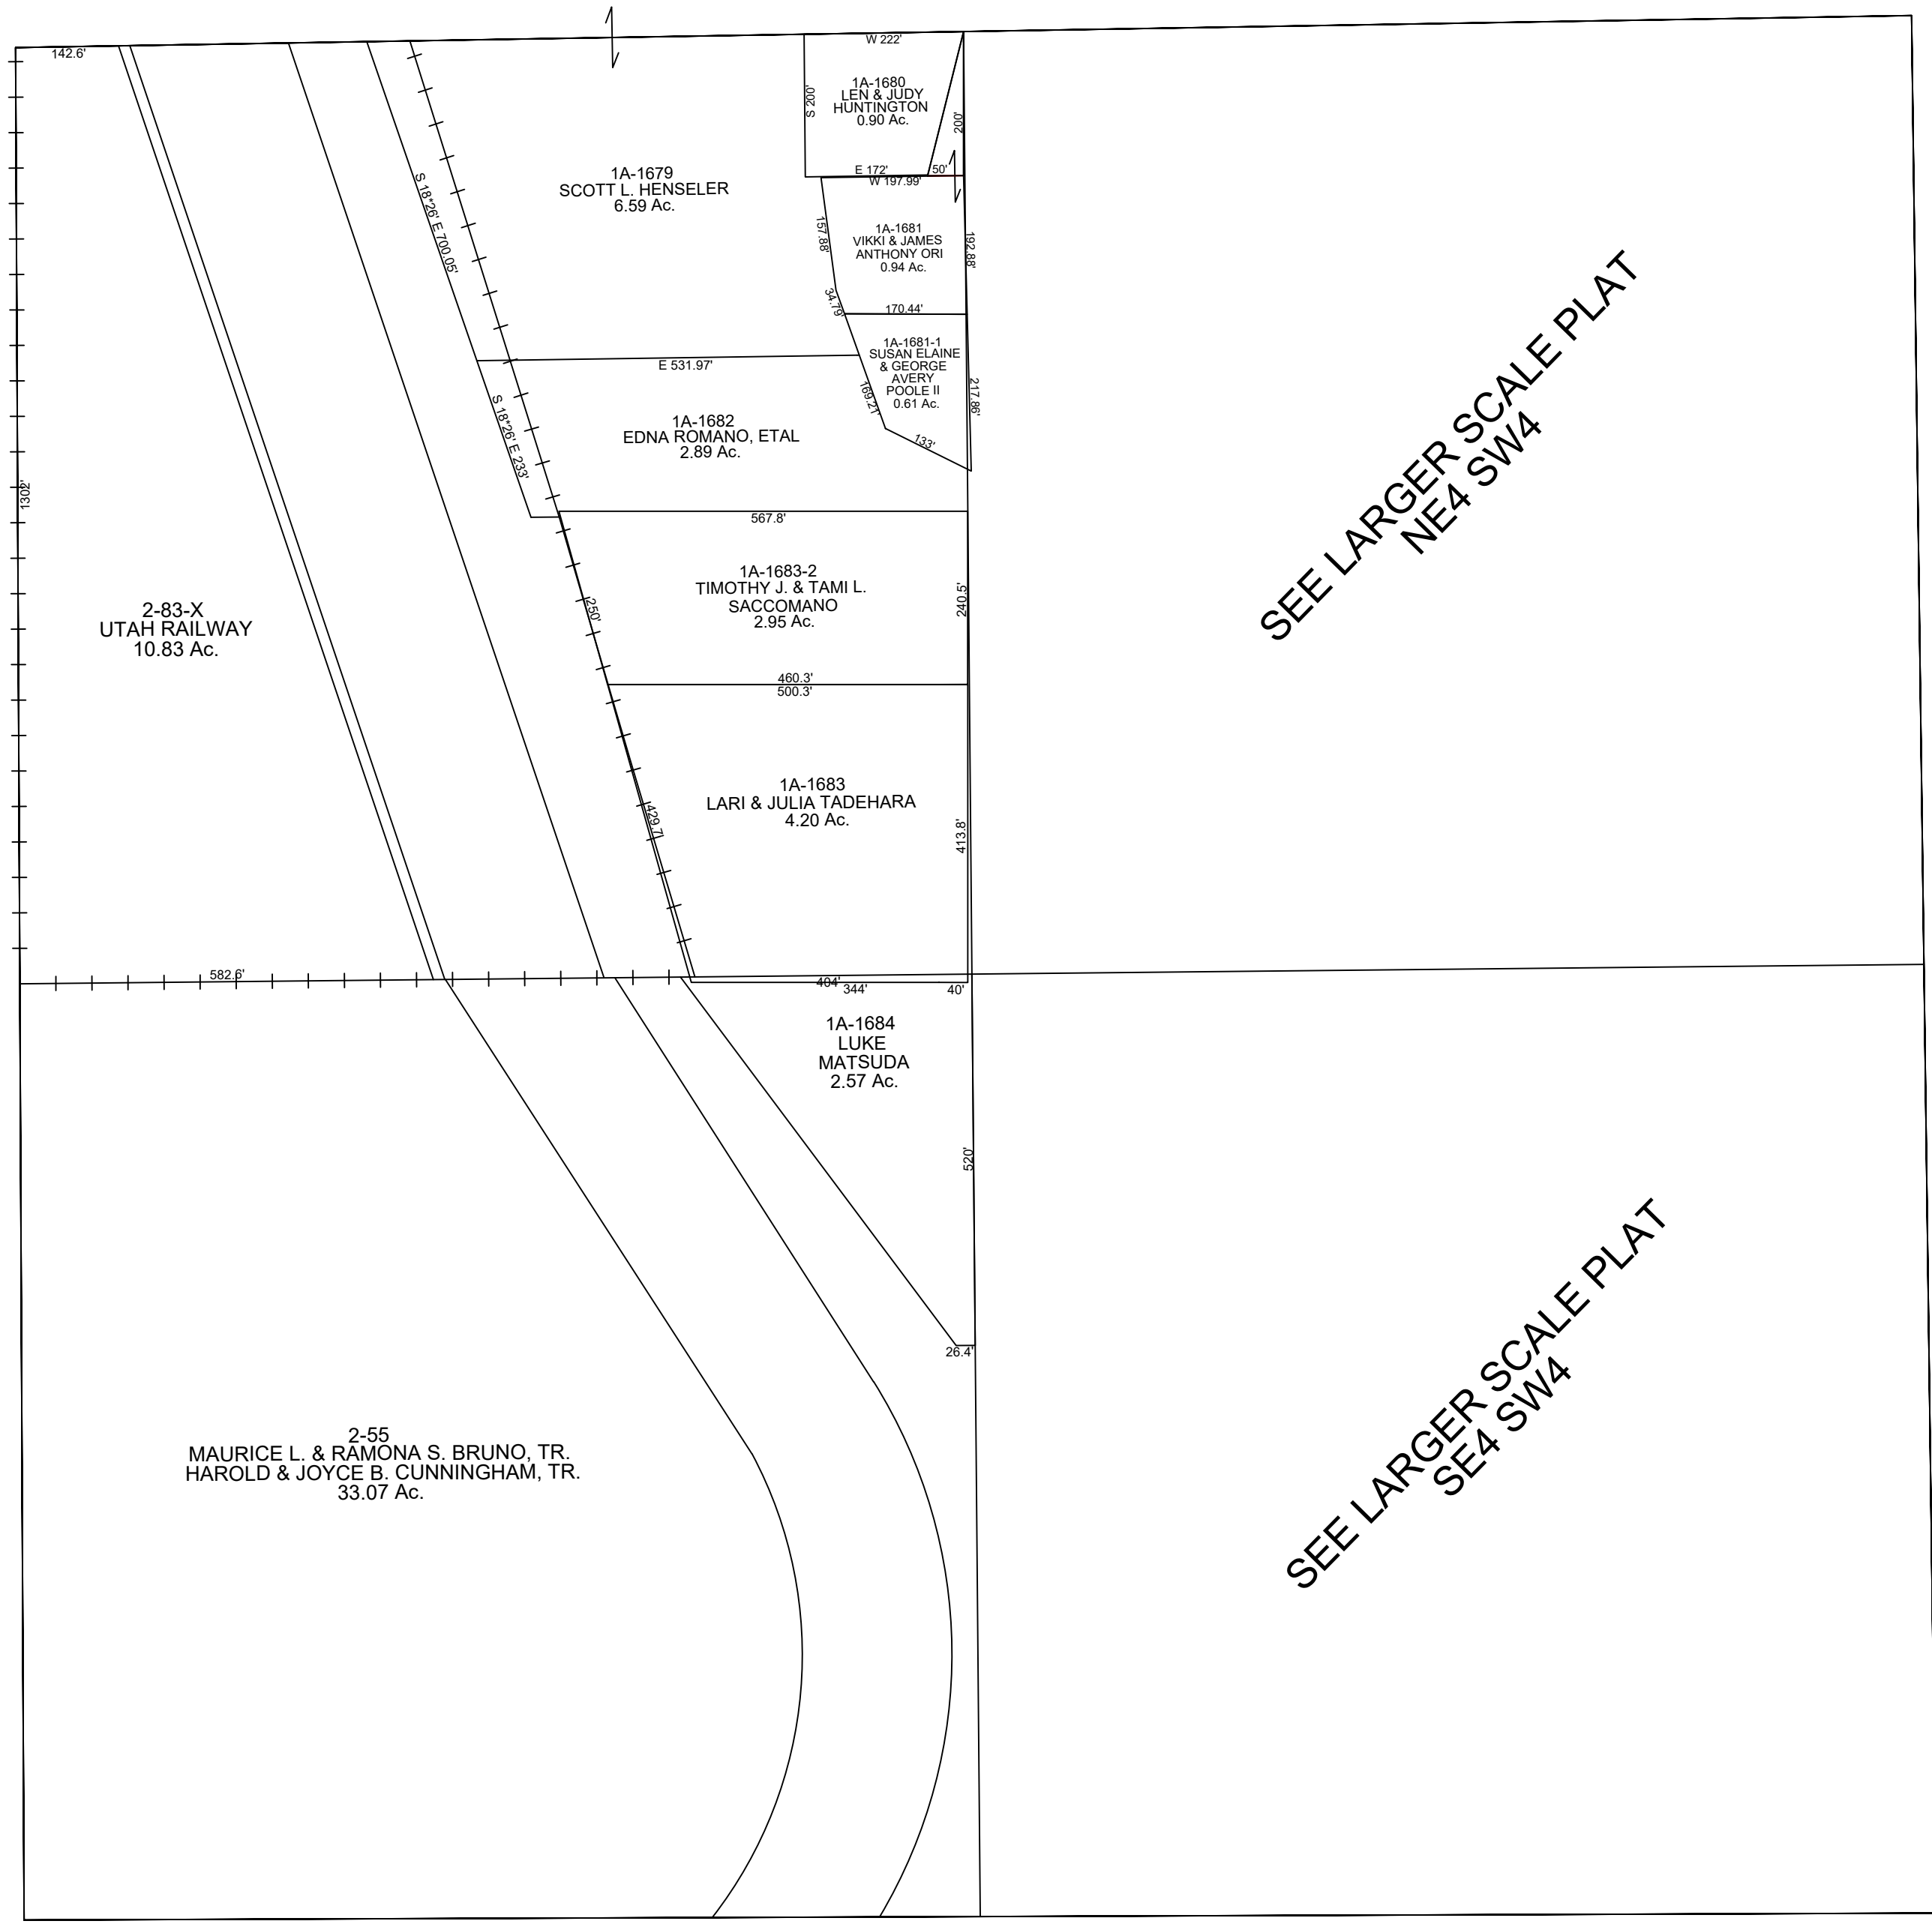 142.6'
W 222'
1A-1680
LEN & JUDY
HUNTINGTON
0.90 Ac.
S 200'
200'
E 172'
50'
W 197.99'
1A-1679
SCOTT L. HENSELER
6.59 Ac.
S 18*26' E 700.05'
157.88'
1A-1681
VIKKI & JAMES
ANTHONY ORI
0.94 Ac.
192.88'
34.79'
170.44'
1A-1681-1
SUSAN ELAINE
& GEORGE
AVERY
POOLE II
0.61 Ac.
217.86'
169.21'
133'
E 531.97'
S 18*26' E 233'
1A-1682
EDNA ROMANO, ETAL
2.89 Ac.
1302'
567.8'
1A-1683-2
TIMOTHY J. & TAMI L.
SACCOMANO
2.95 Ac.
250'
240.5'
2-83-X
UTAH RAILWAY
10.83 Ac.
460.3'
500.3'
1A-1683
LARI & JULIA TADEHARA
4.20 Ac.
429.7'
413.8'
582.6'
404'
344'
40'
1A-1684
LUKE
MATSUDA
2.57 Ac.
520'
26.4'
2-55
MAURICE L. & RAMONA S. BRUNO, TR.
HAROLD & JOYCE B. CUNNINGHAM, TR.
33.07 Ac.
SEE LARGER SCALE PLAT
NE4 SW4
SEE LARGER SCALE PLAT
SE4 SW4